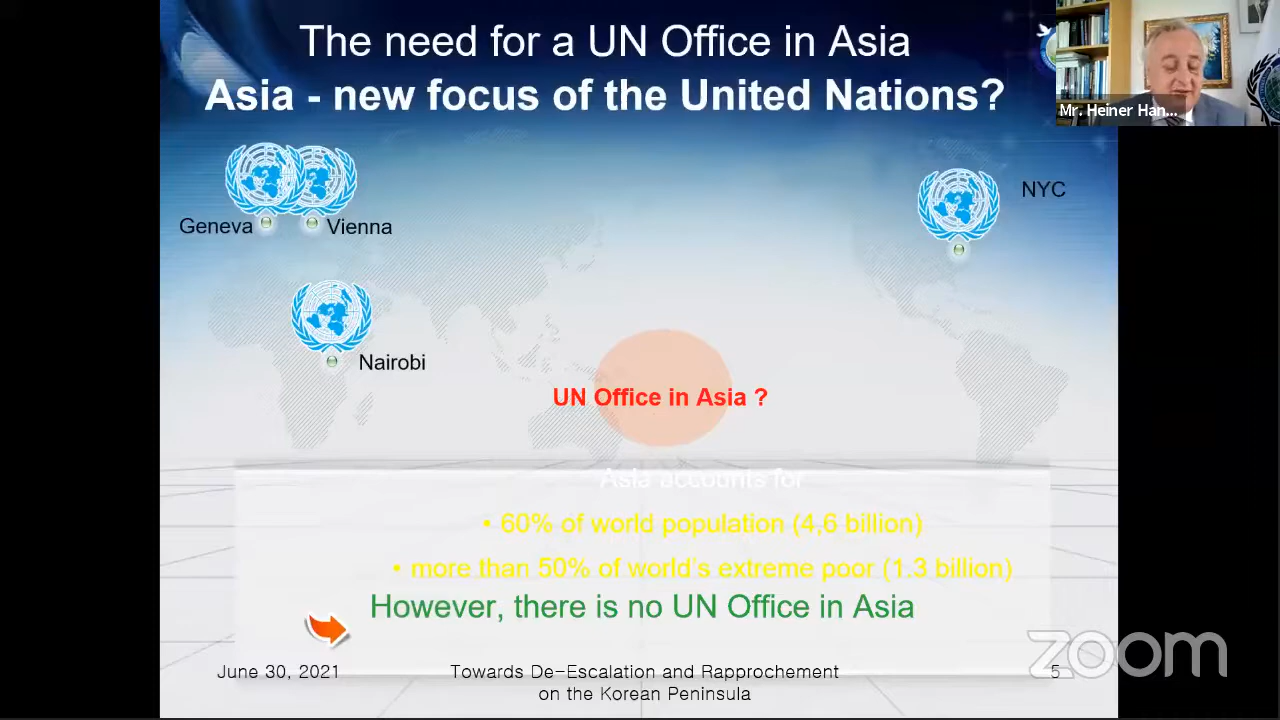 The need for a UN Office in Asia
Asia - new focus of the United Nations?
Mr. Heiner Han...
NYC
Geneva
Vienna
Nairobi
UN Office in Asia ?
Asia accounts for
• 60% of world population (4,6 billion)
• more than 50% of world's extreme poor (1.3 billion)
However, there is no UN Office in Asia
zoom
June 30, 2021
Towards De-Escalation and Rapprochement
on the Korean Peninsula
5